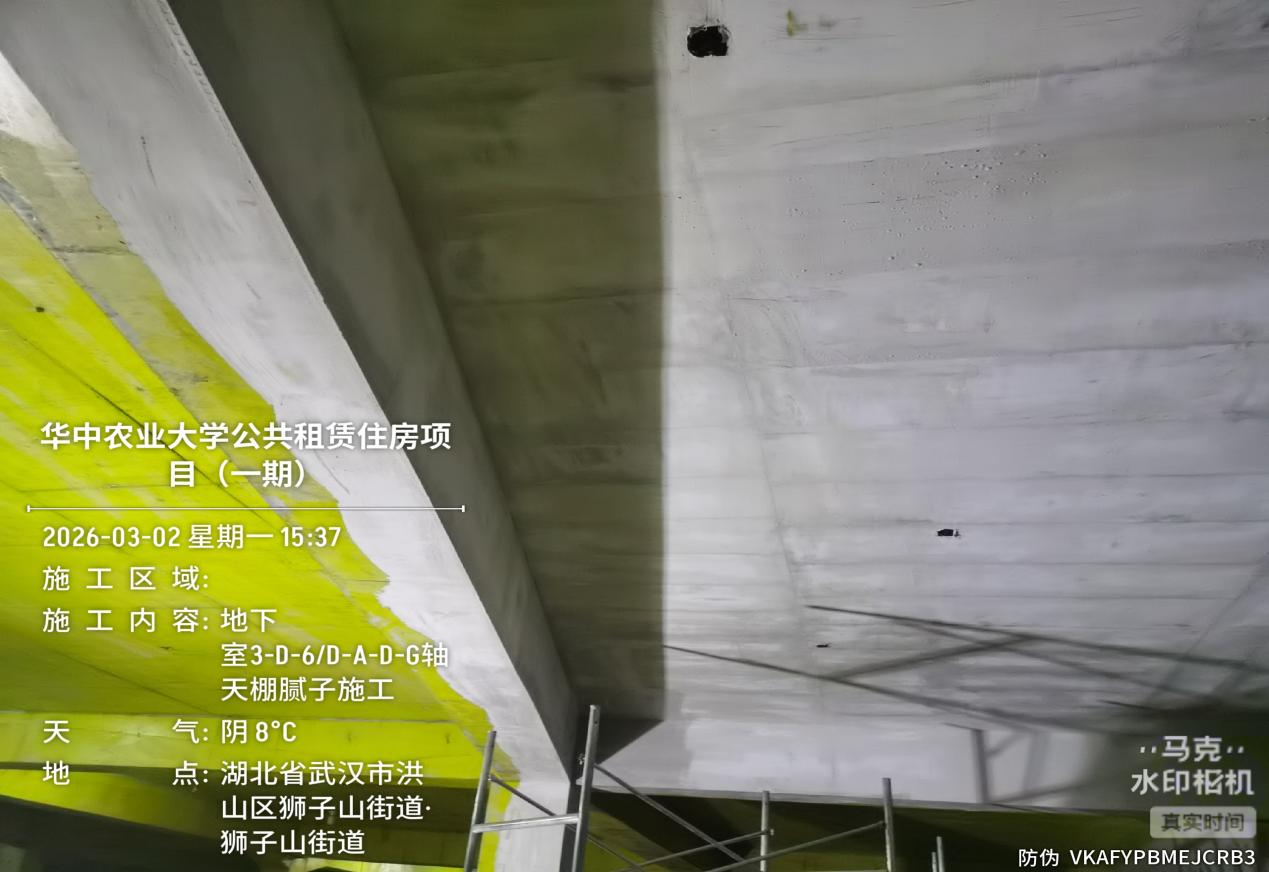 华中农业大学公共租赁住房项
目（一期）
2026-03-02 星期一 15:37
施工区域:
施工内容: 地下
室3-D-6/D-A-D-G轴
天棚腻子施工
天气: 阴 8°C
地点: 湖北省武汉市洪
山区狮子山街道·
狮子山街道
马克
水印相机
真实时间
防伪 VKAFYPBMEJCRB3